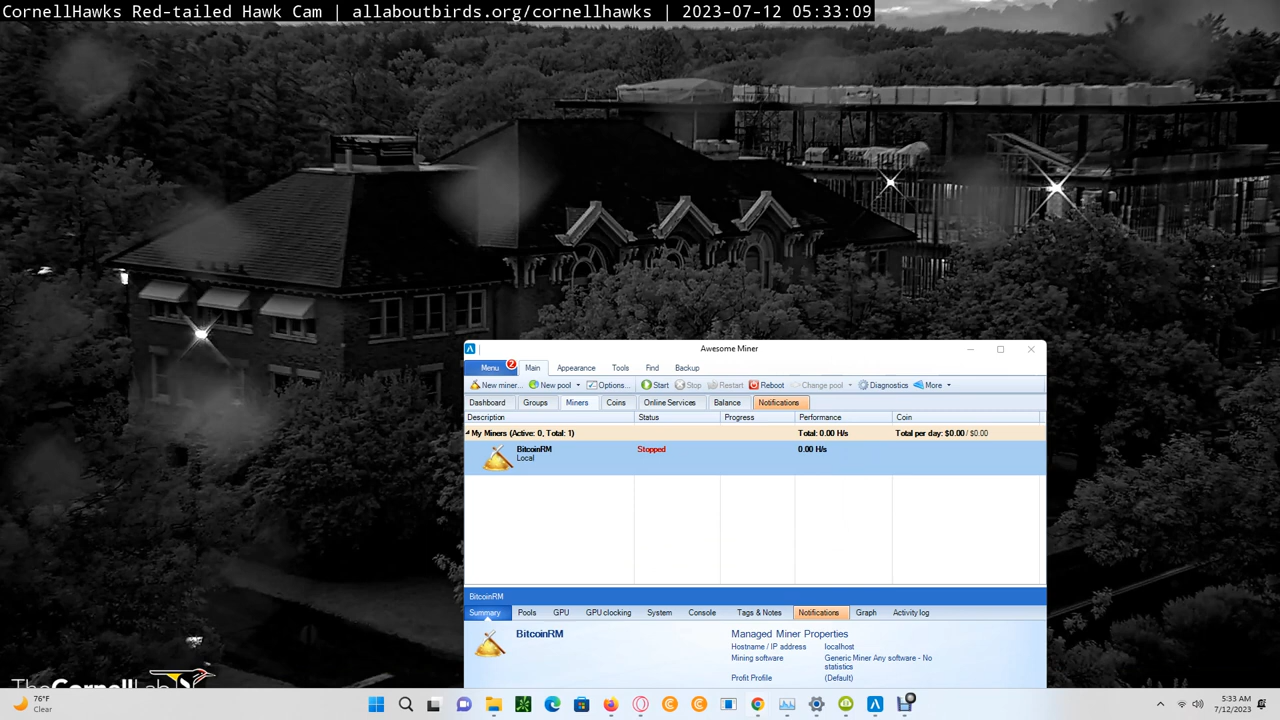 CornellHawks Red-tailed Hawk Cam | allaboutbirds.org/cornellhawks | 2023-07-12 05:33:09
Awesome Miner
Menu 2 Main Appearance Tools Find Backup
New miner... New pool Options... Start Stop Restart Reboot Change pool Diagnostics More
Dashboard Groups Miners Coins Online Services Balance Notifications
Description Status Progress Performance Coin
My Miners (Active: 0, Total: 1) Total: 0.00 H/s Total per day: $0.00 / $0.00
BitcoinRM Stopped 0.00 H/s
Local
BitcoinRM
Summary Pools GPU GPU clocking System Console Tags & Notes Notifications Graph Activity log
BitcoinRM Managed Miner Properties
Hostname / IP address localhost
Mining software Generic Miner Any software - No
statistics
Profit Profile (Default)
The CornellLab
76°F
Clear
5:33 AM
7/12/2023